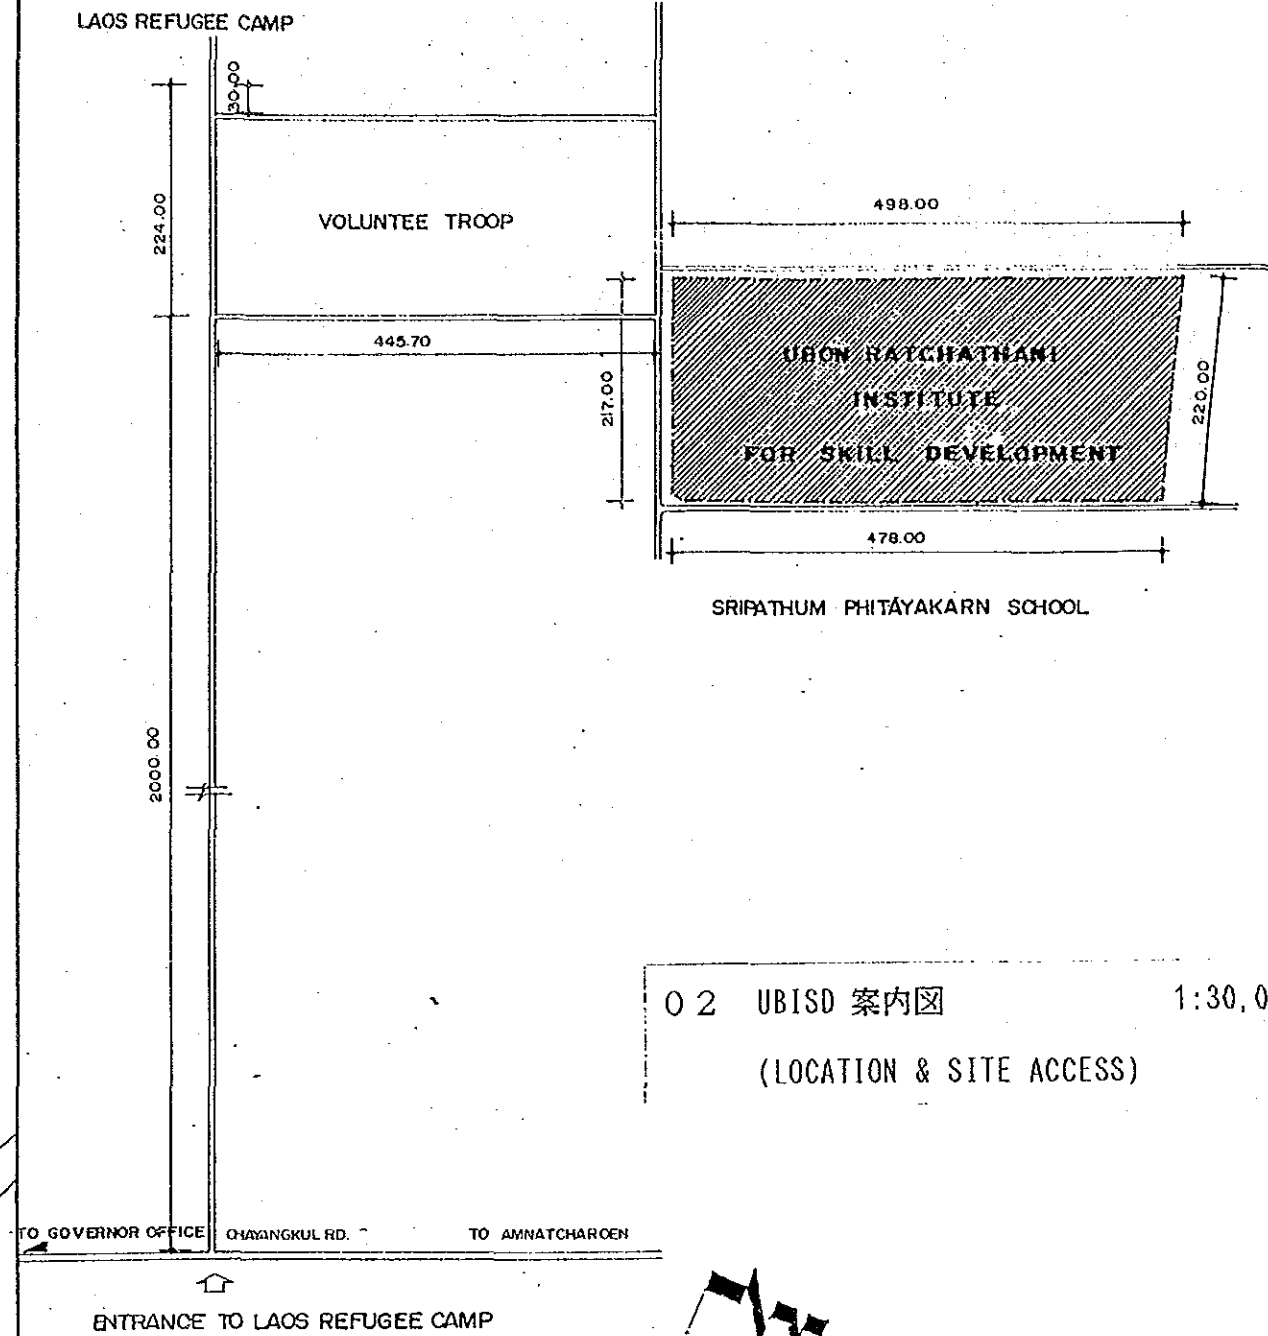 LAOS REFUGEE CAMP
30.00
224.00
VOLUNTEE TROOP
498.00
445.70
217.00
UBON RATCHATHANI
INSTITUTE
FOR SKILL DEVELOPMENT
220.00
478.00
SRIPATHUM PHITAYAKARN SCHOOL
2000.00
02 UBISD 案内図 1:30,0
(LOCATION & SITE ACCESS)
TO GOVERNOR OFFICE CHAYANGKUL RD. TO AMNATCHAROEN
ENTRANCE TO LAOS REFUGEE CAMP